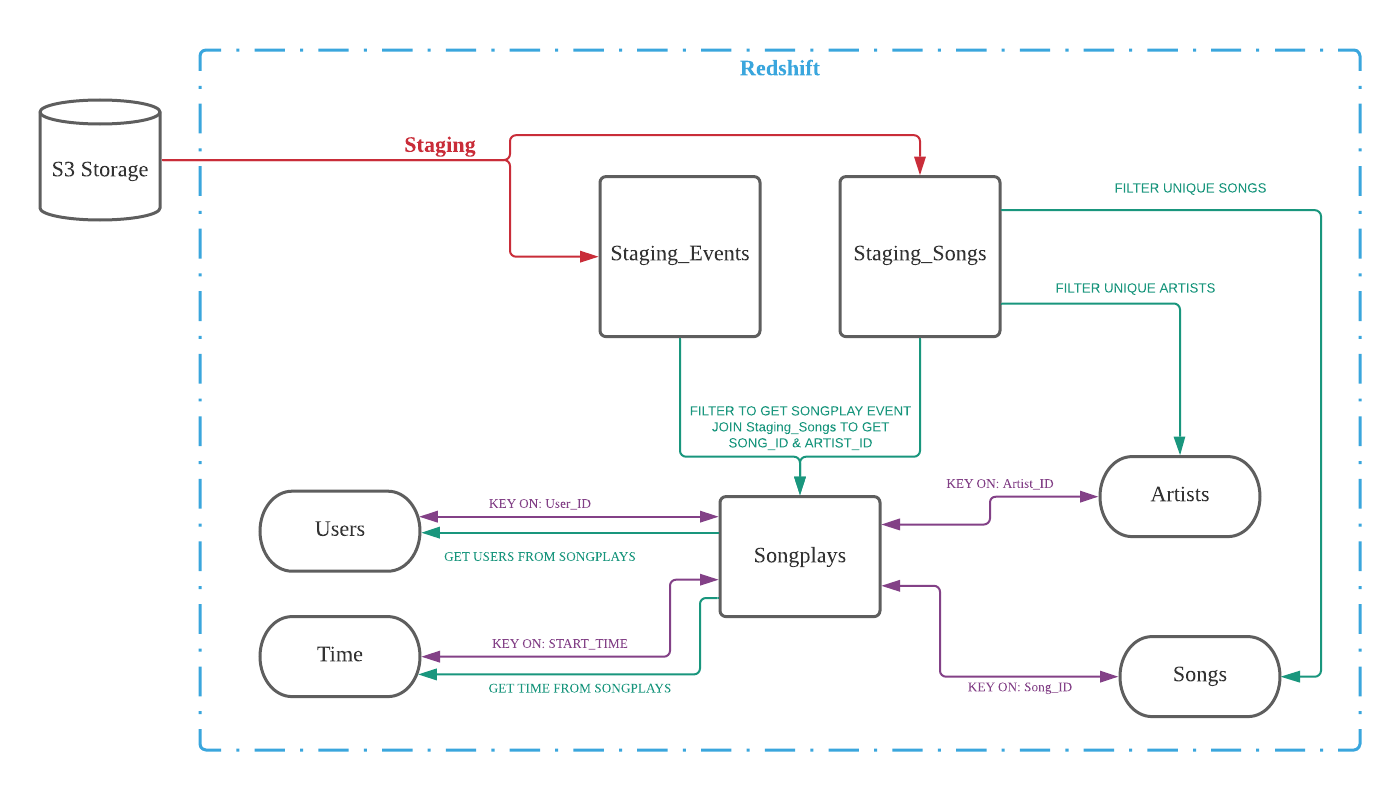 Redshift
Staging
S3 Storage
FILTER UNIQUE SONGS
Staging_Events
Staging_Songs
FILTER UNIQUE ARTISTS
FILTER TO GET SONGPLAY EVENT
JOIN Staging_Songs TO GET
SONG_ID & ARTIST_ID
KEY ON: Artist_ID
Artists
KEY ON: User_ID
Users
GET USERS FROM SONGPLAYS
Songplays
KEY ON: START_TIME
Time
GET TIME FROM SONGPLAYS
Songs
KEY ON: Song_ID